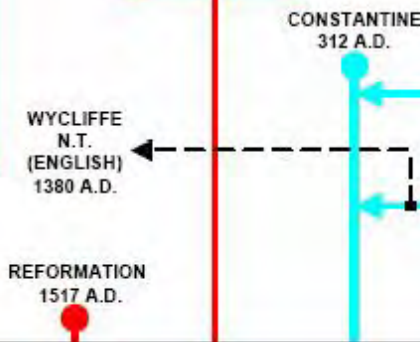 CONSTANTINE
312 A.D.
WYCLIFFE
N.T.
(ENGLISH)
1380 A.D.
REFORMATION
1517 A.D.